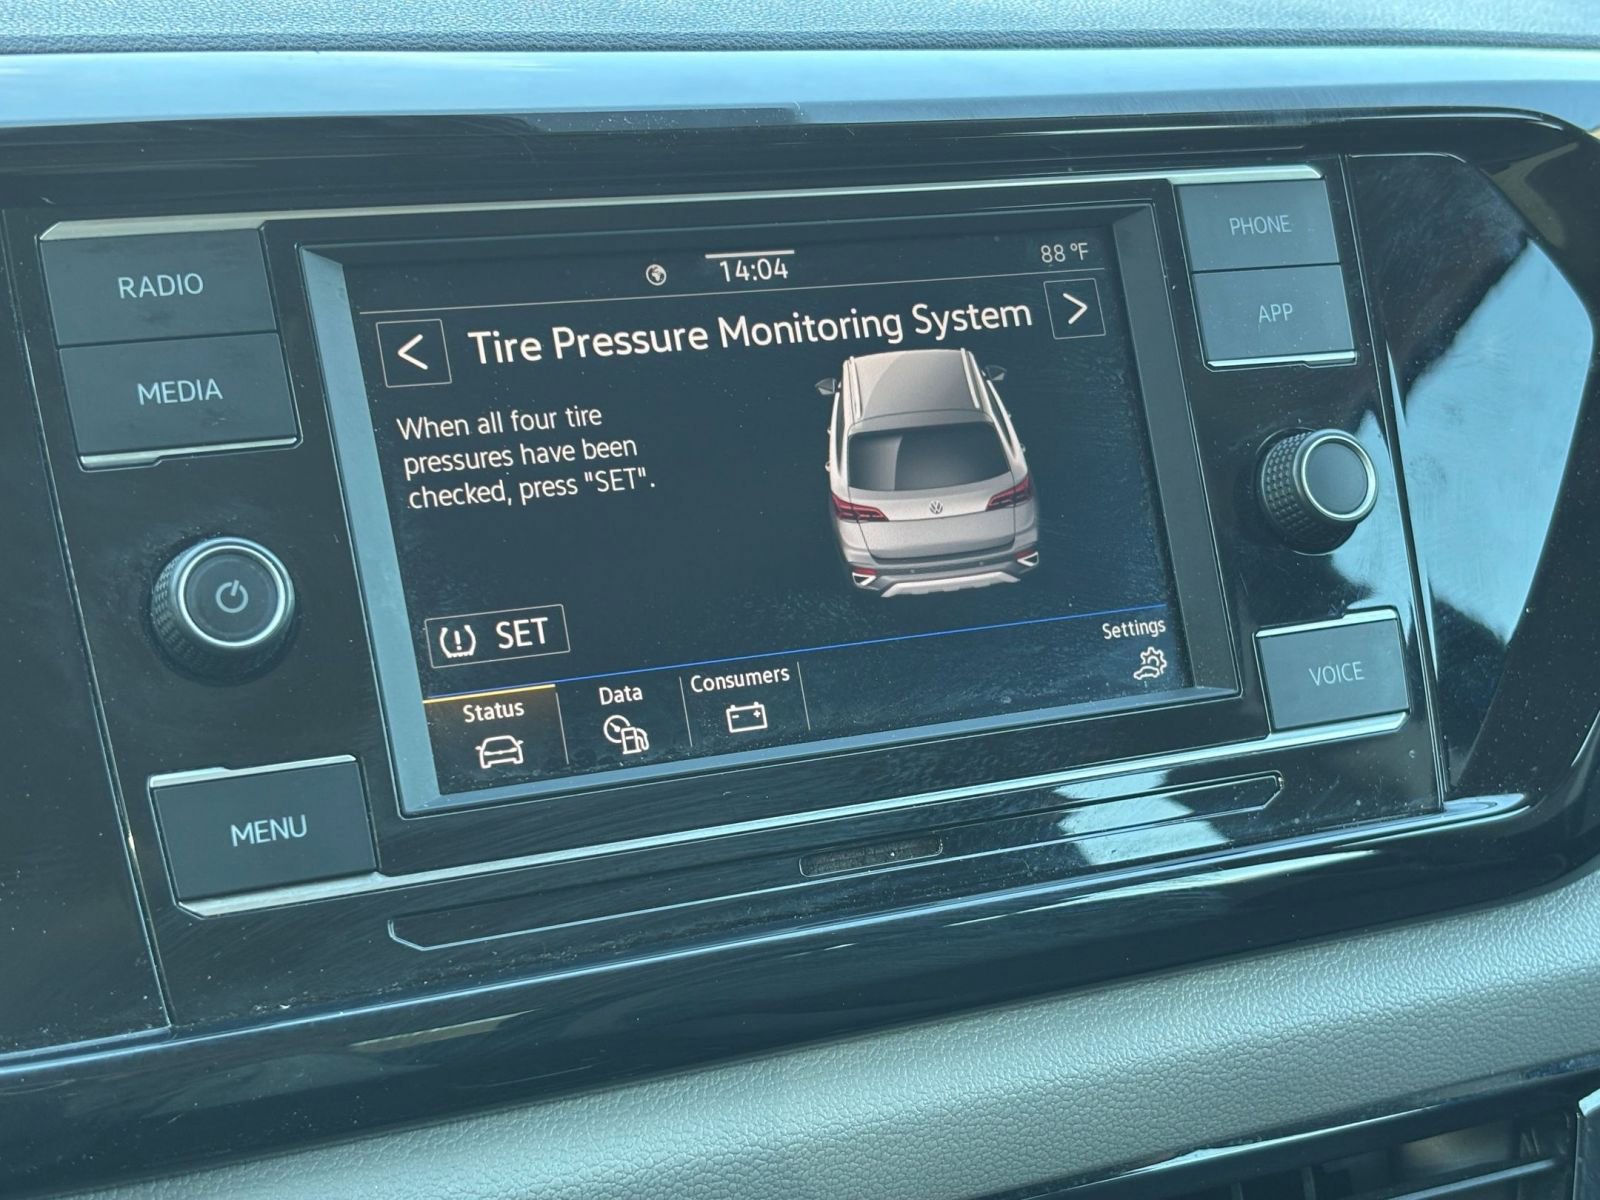 RADIO
MEDIA
MENU
14:04
88 °F
< Tire Pressure Monitoring System >
When all four tire
pressures have been
checked, press "SET".
SET
Settings
Status
Data
Consumers
PHONE
APP
VOICE